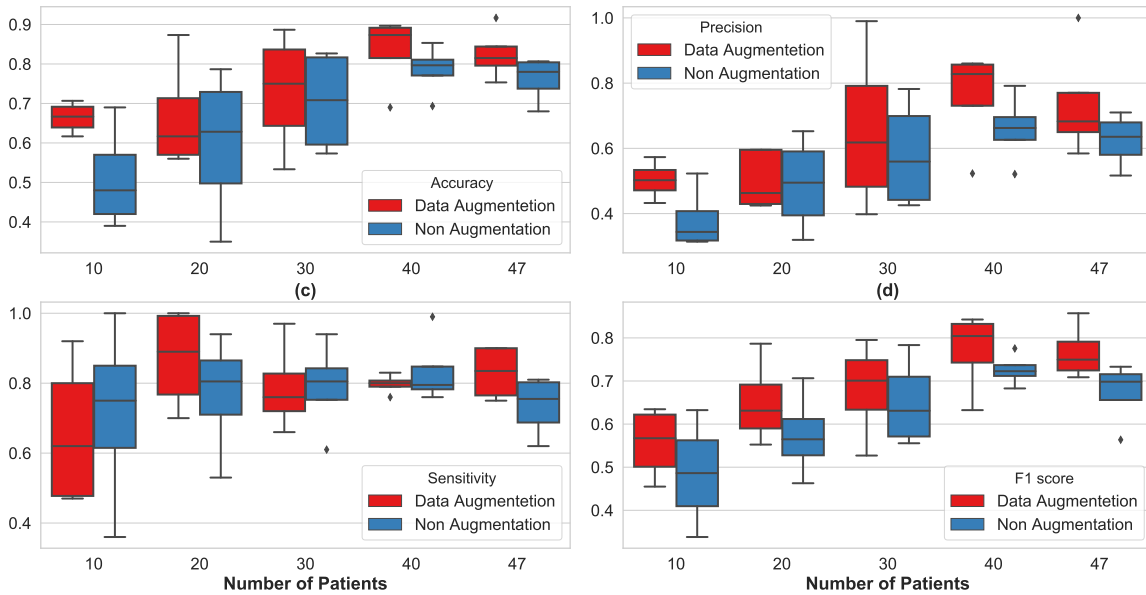 0.9
0.8
0.7
0.6
0.5
0.4
Accuracy
Data Augmentetion
Non Augmentation
10 20 30 40 47
(c)
1.0
0.8
0.6
0.4
Precision
Data Augmentetion
Non Augmentation
10 20 30 40 47
(d)
1.0
0.8
0.6
0.4
Sensitivity
Data Augmentetion
Non Augmentation
10 20 30 40 47
Number of Patients
0.8
0.7
0.6
0.5
0.4
F1 score
Data Augmentetion
Non Augmentation
10 20 30 40 47
Number of Patients